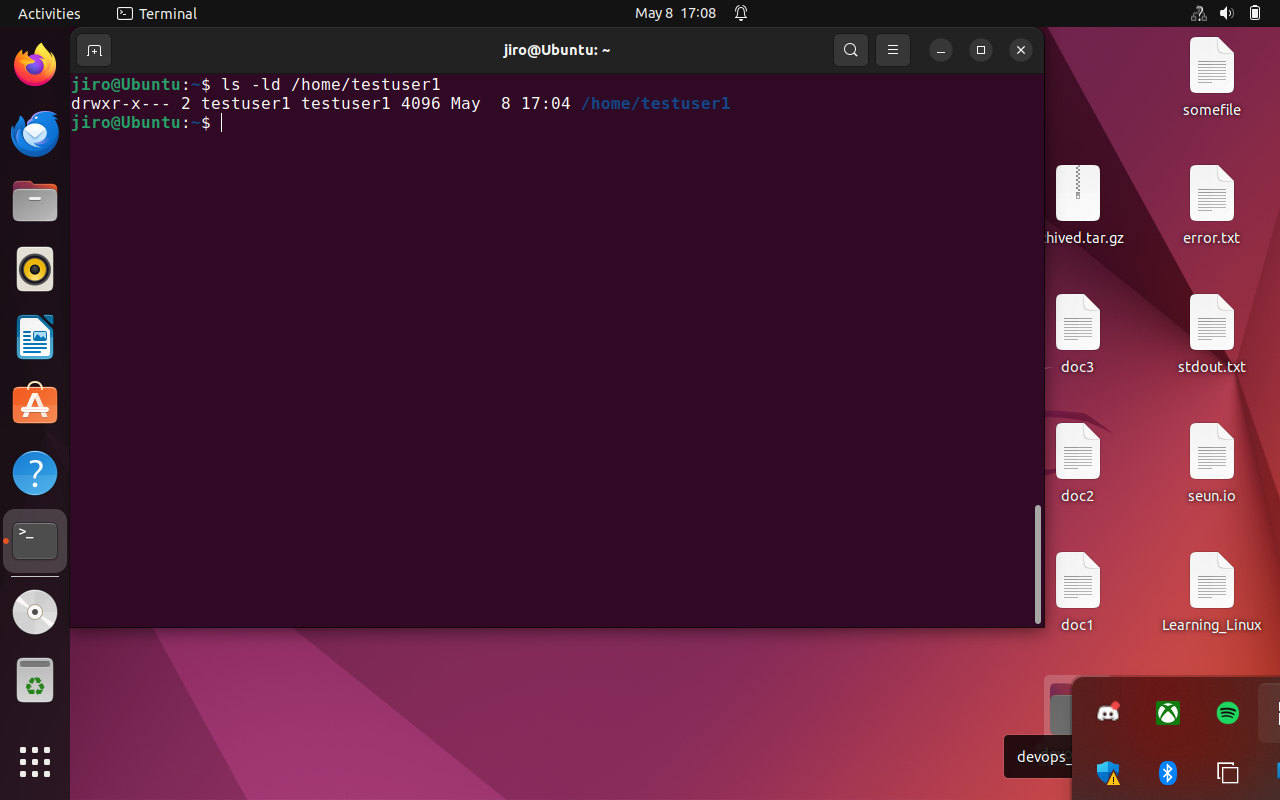 Activities
Terminal
May 8 17:08
jiro@Ubuntu: ~
jiro@Ubuntu:~$ ls -ld /home/testuser1
drwxr-x--- 2 testuser1 testuser1 4096 May  8 17:04 /home/testuser1
jiro@Ubuntu:~$
somefile
hived.tar.gz
error.txt
doc3
stdout.txt
doc2
seun.io
doc1
Learning_Linux
devops_